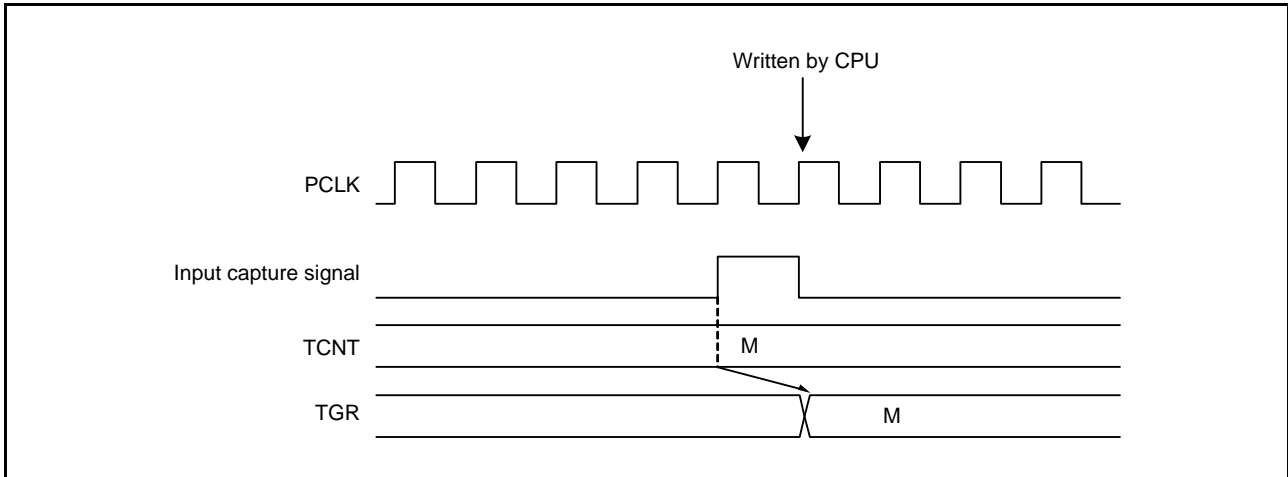 Written by CPU
PCLK
Input capture signal
TCNT
M
TGR
M